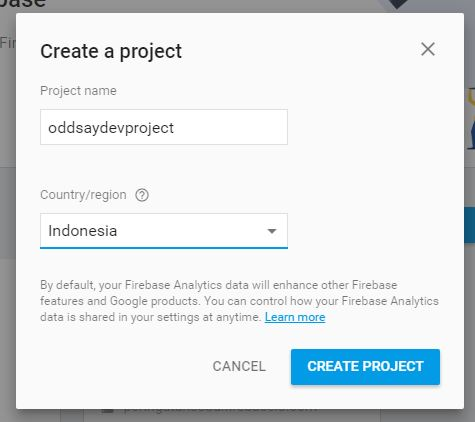 Create a project
Project name
oddsaydevproject
Country/region
Indonesia
By default, your Firebase Analytics data will enhance other Firebase
features and Google products. You can control how your Firebase Analytics
data is shared in your settings at anytime. Learn more
CANCEL
CREATE PROJECT